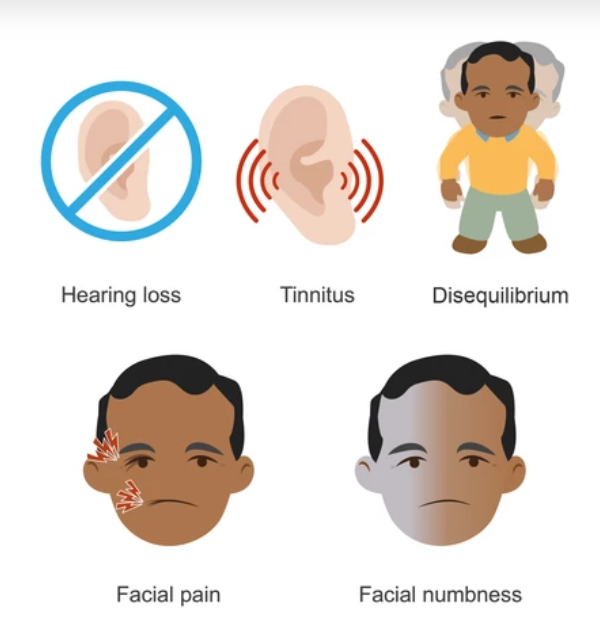 Hearing loss
Tinnitus
Disequilibrium
Facial pain
Facial numbness